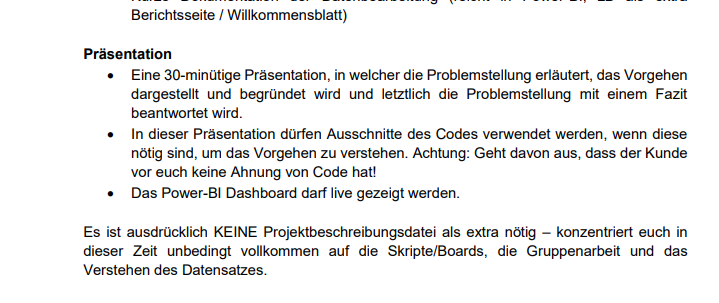 Berichtsseite / Willkommensblatt)
Präsentation
• Eine 30-minütige Präsentation, in welcher die Problemstellung erläutert, das Vorgehen
dargestellt und begründet wird und letztlich die Problemstellung mit einem Fazit
beantwortet wird.
• In dieser Präsentation dürfen Ausschnitte des Codes verwendet werden, wenn diese
nötig sind, um das Vorgehen zu verstehen. Achtung: Geht davon aus, dass der Kunde
vor euch keine Ahnung von Code hat!
• Das Power-BI Dashboard darf live gezeigt werden.
Es ist ausdrücklich KEINE Projektbeschreibungsdatei als extra nötig – konzentriert euch in
dieser Zeit unbedingt vollkommen auf die Skripte/Boards, die Gruppenarbeit und das
Verstehen des Datensatzes.